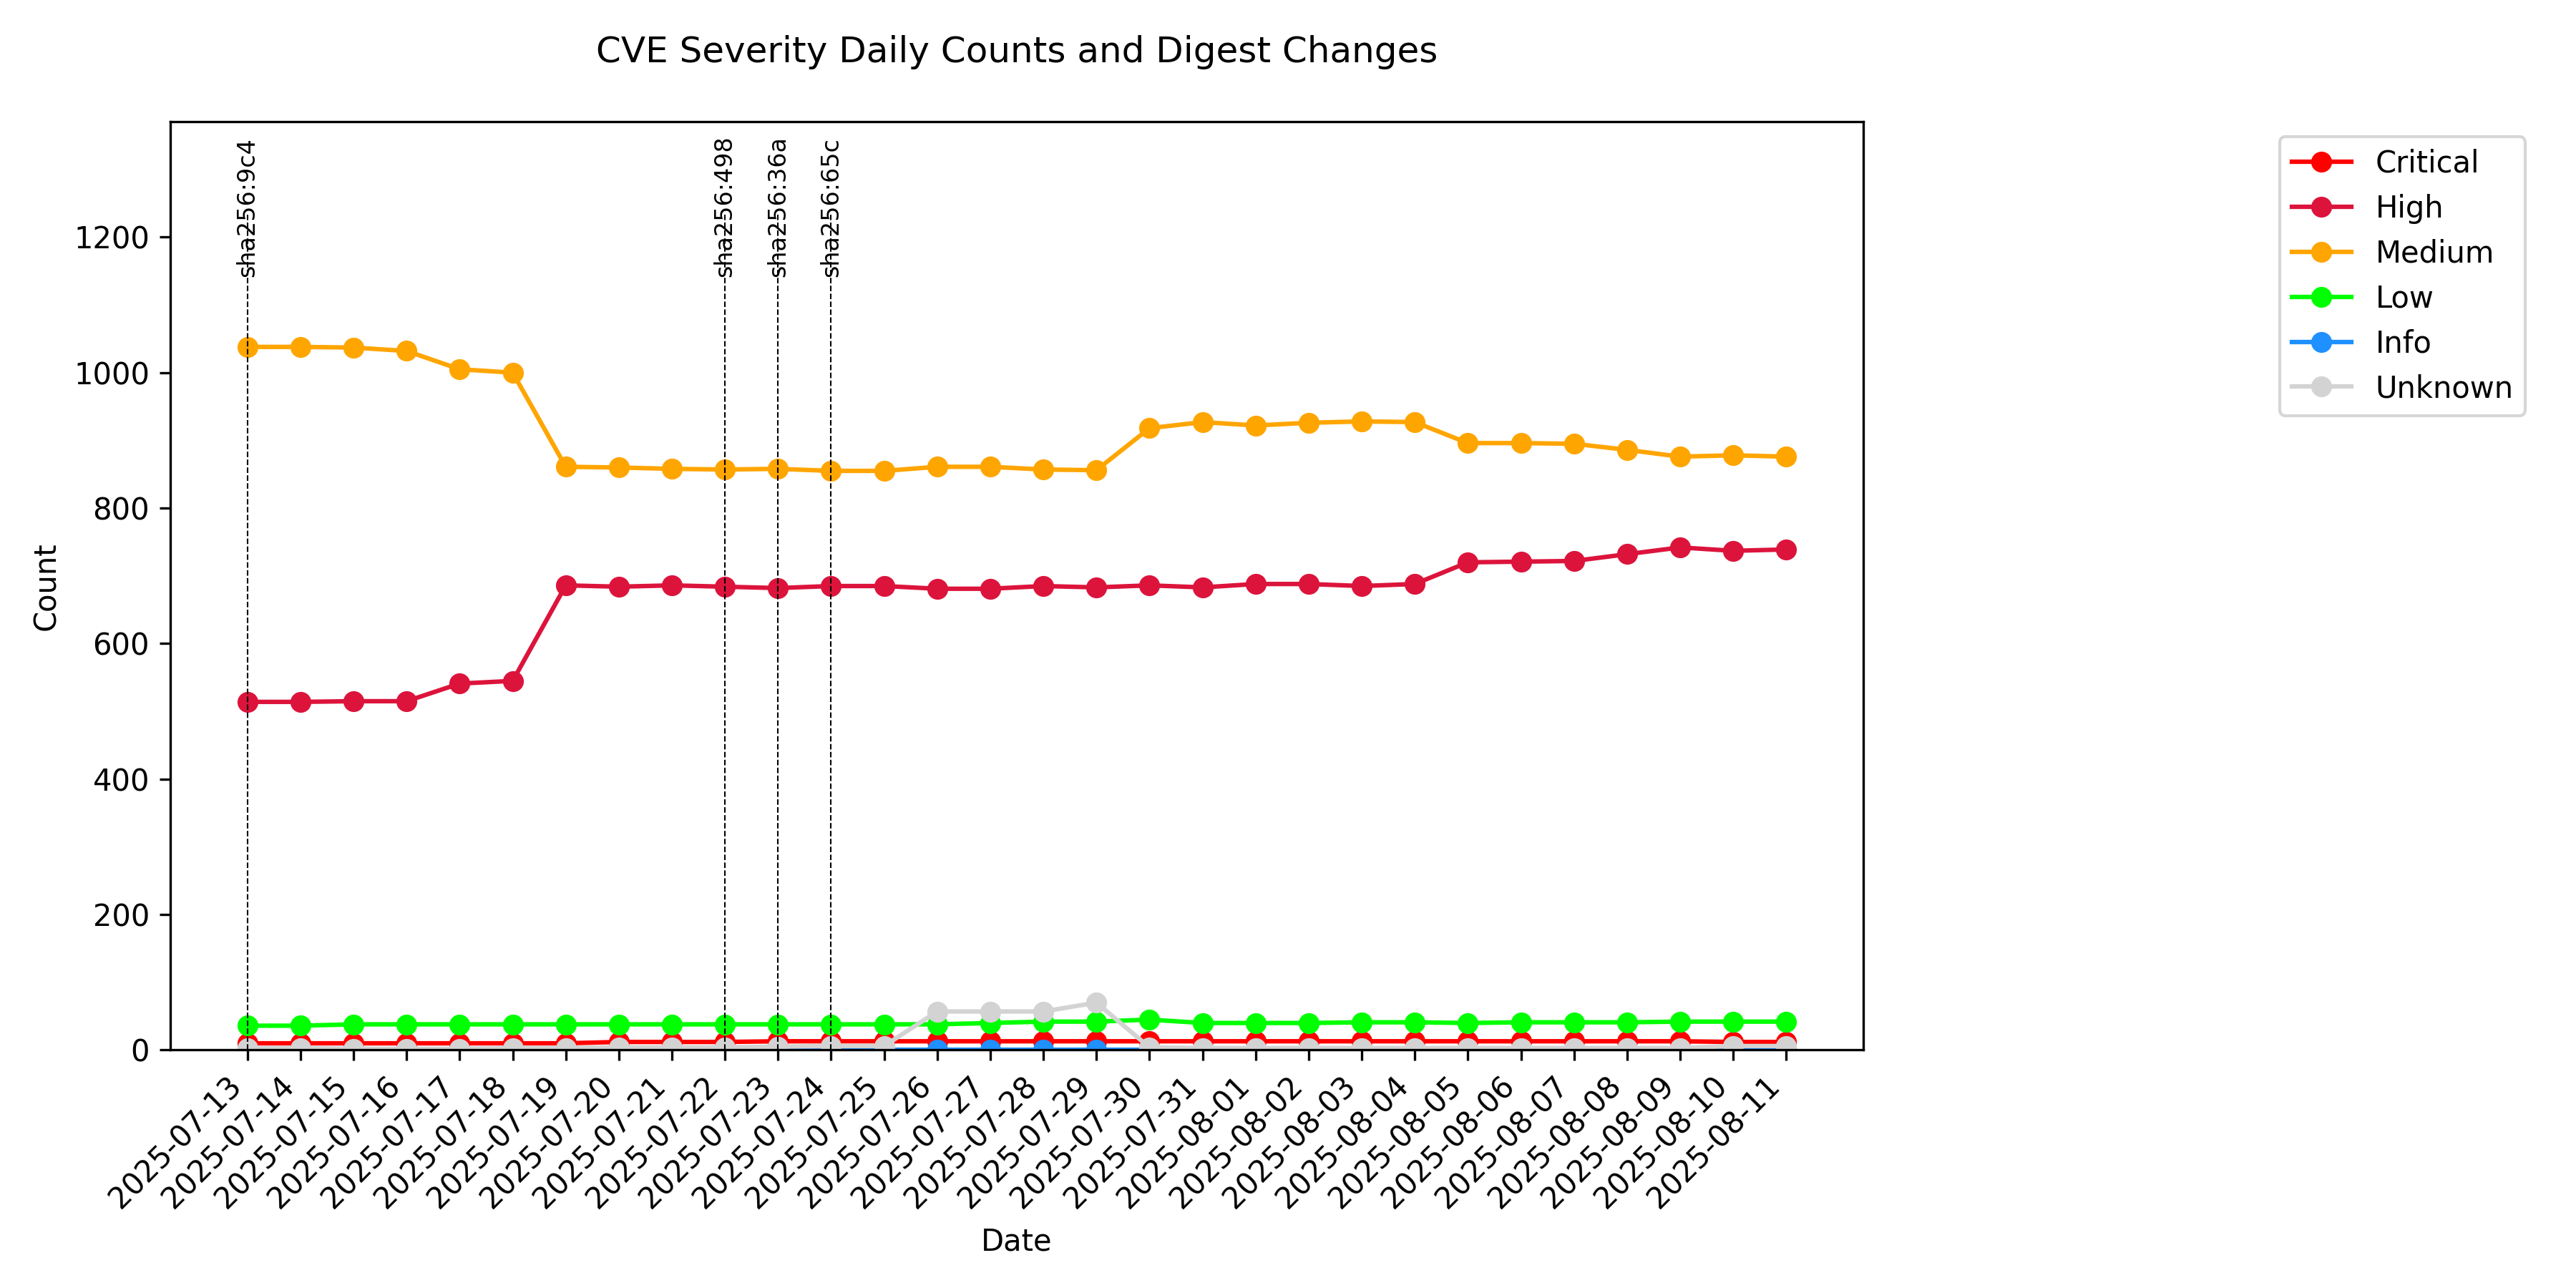 CVE Severity Daily Counts and Digest Changes
sha256:9c4
sha256:498
sha256:36a
sha256:65c
Critical
High
Medium
Low
Info
Unknown
1200
1000
800
600
400
200
0
Count
2025-07-13
2025-07-14
2025-07-15
2025-07-16
2025-07-17
2025-07-18
2025-07-19
2025-07-20
2025-07-21
2025-07-22
2025-07-23
2025-07-24
2025-07-25
2025-07-26
2025-07-27
2025-07-28
2025-07-29
2025-07-30
2025-07-31
2025-08-01
2025-08-02
2025-08-03
2025-08-04
2025-08-05
2025-08-06
2025-08-07
2025-08-08
2025-08-09
2025-08-10
2025-08-11
Date